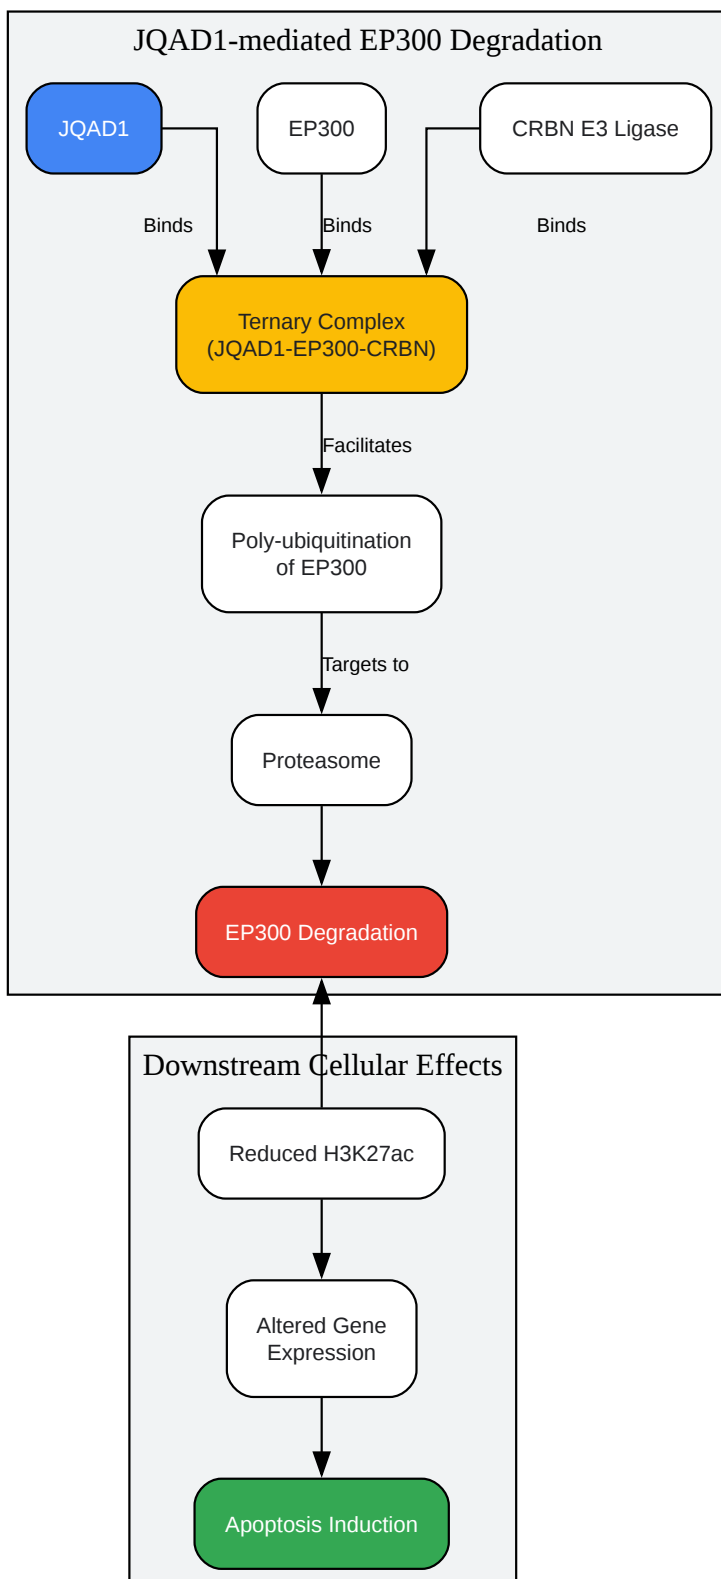 JQAD1-mediated EP300 Degradation
JQAD1
EP300
CRBN E3 Ligase
Binds
Binds
Binds
Ternary Complex
(JQAD1-EP300-CRBN)
Facilitates
Poly-ubiquitination
of EP300
Targets to
Proteasome
EP300 Degradation
Downstream Cellular Effects
Reduced H3K27ac
Altered Gene
Expression
Apoptosis Induction